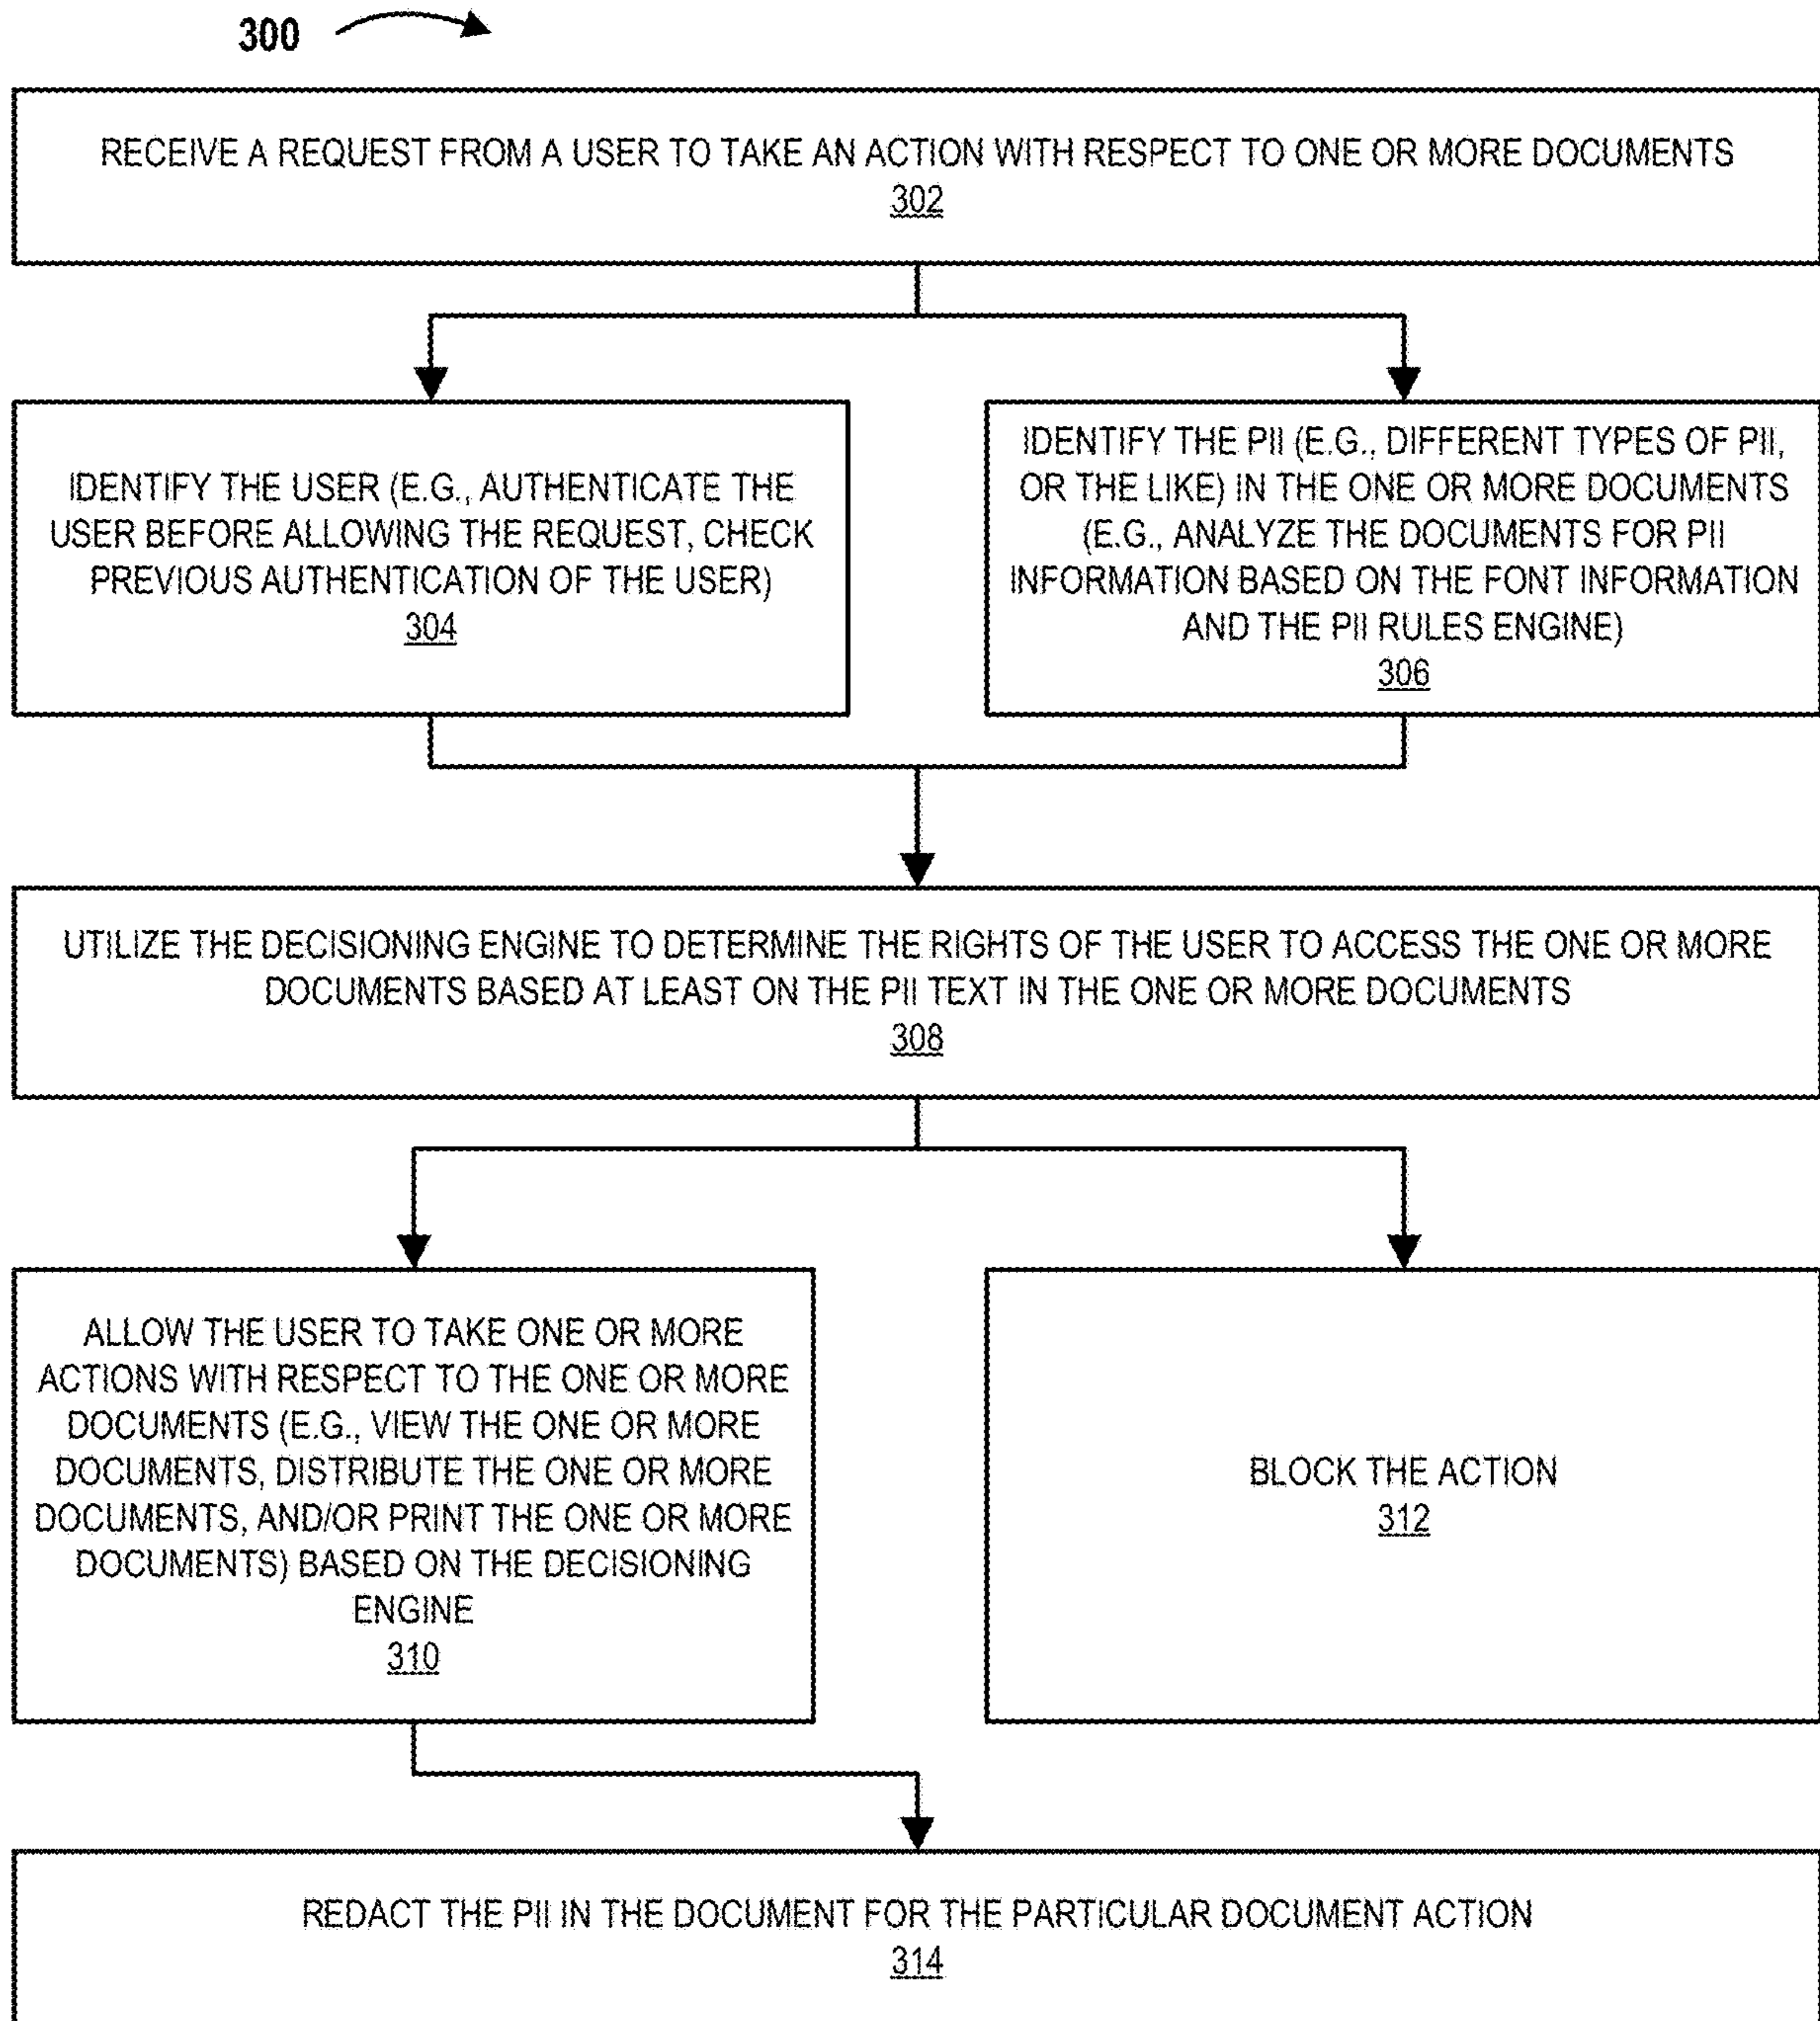 300
RECEIVE A REQUEST FROM A USER TO TAKE AN ACTION WITH RESPECT TO ONE OR MORE DOCUMENTS
302
IDENTIFY THE USER (E.G., AUTHENTICATE THE
USER BEFORE ALLOWING THE REQUEST, CHECK
PREVIOUS AUTHENTICATION OF THE USER)
304
IDENTIFY THE PII (E.G., DIFFERENT TYPES OF PII,
OR THE LIKE) IN THE ONE OR MORE DOCUMENTS
(E.G., ANALYZE THE DOCUMENTS FOR PII
INFORMATION BASED ON THE FONT INFORMATION
AND THE PII RULES ENGINE)
306
UTILIZE THE DECISIONING ENGINE TO DETERMINE THE RIGHTS OF THE USER TO ACCESS THE ONE OR MORE
DOCUMENTS BASED AT LEAST ON THE PII TEXT IN THE ONE OR MORE DOCUMENTS
308
ALLOW THE USER TO TAKE ONE OR MORE
ACTIONS WITH RESPECT TO THE ONE OR MORE
DOCUMENTS (E.G., VIEW THE ONE OR MORE
DOCUMENTS, DISTRIBUTE THE ONE OR MORE
DOCUMENTS, AND/OR PRINT THE ONE OR MORE
DOCUMENTS) BASED ON THE DECISIONING
ENGINE
310
BLOCK THE ACTION
312
REDACT THE PII IN THE DOCUMENT FOR THE PARTICULAR DOCUMENT ACTION
314